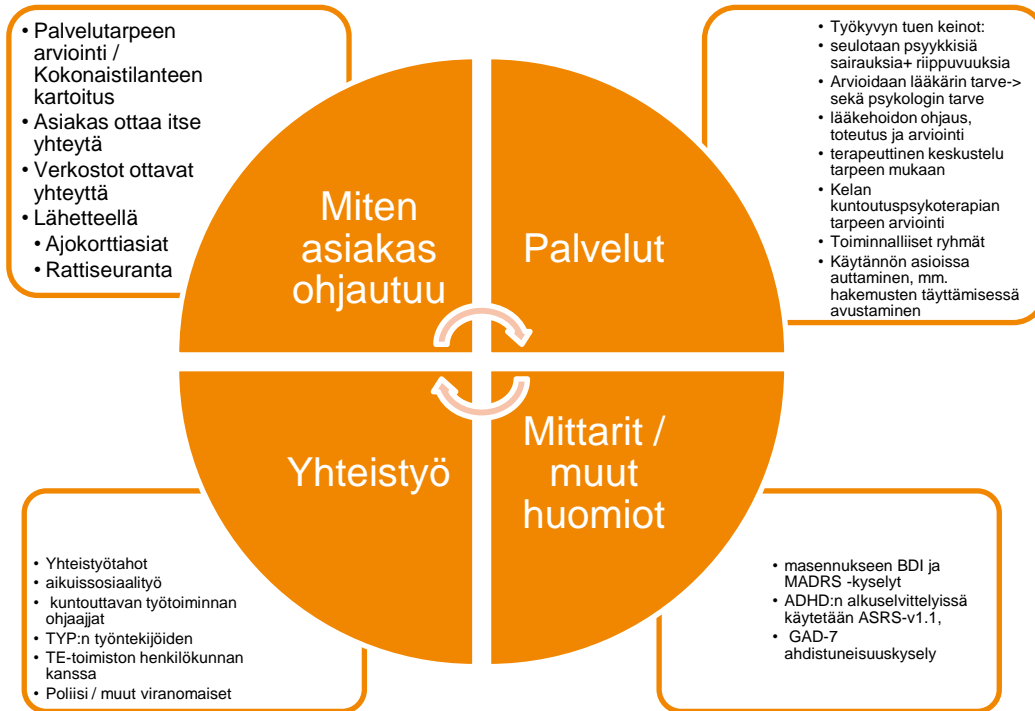 • Palvelutarpeen
arviointi /
Kokonaistilanteen
kartoitus
• Asiakas ottaa itse
yhteytä
• Verkostot ottavat
yhteyttä
• Lähetteellä
• Ajokorttiasiat
• Rattiseuranta
Miten
asiakas
ohjautuu
Palvelut
• Työkyvyn tuen keinot:
• seulotaan psyykkisiä
sairauksia+ riippuvuuksia
• Arvioidaan lääkärin tarve->
sekä psykologin tarve
• lääkehoidon ohjaus,
toteutus ja arviointi
• terapeuttinen keskustelu
tarpeen mukaan
• Kelan
kuntoutuspsykoterapian
tarpeen arviointi
• Toiminnalliiset ryhmät
• Käytännön asioissa
auttaminen, mm.
hakemusten täyttämisessä
avustaminen
Yhteistyö
Mittarit /
muut
huomiot
• Yhteistyötahot
• aikuissosiaalityö
• kuntouttavan työtoiminnan
ohjaajjat
• TYP:n työntekijöiden
• TE-toimiston henkilökunnan
kanssa
• Poliisi / muut viranomaiset
• masennukseen BDI ja
MADRS -kyselyt
• ADHD:n alkuselvittelyissä
käytetään ASRS-v1.1,
• GAD-7
ahdistuneisuuskysely